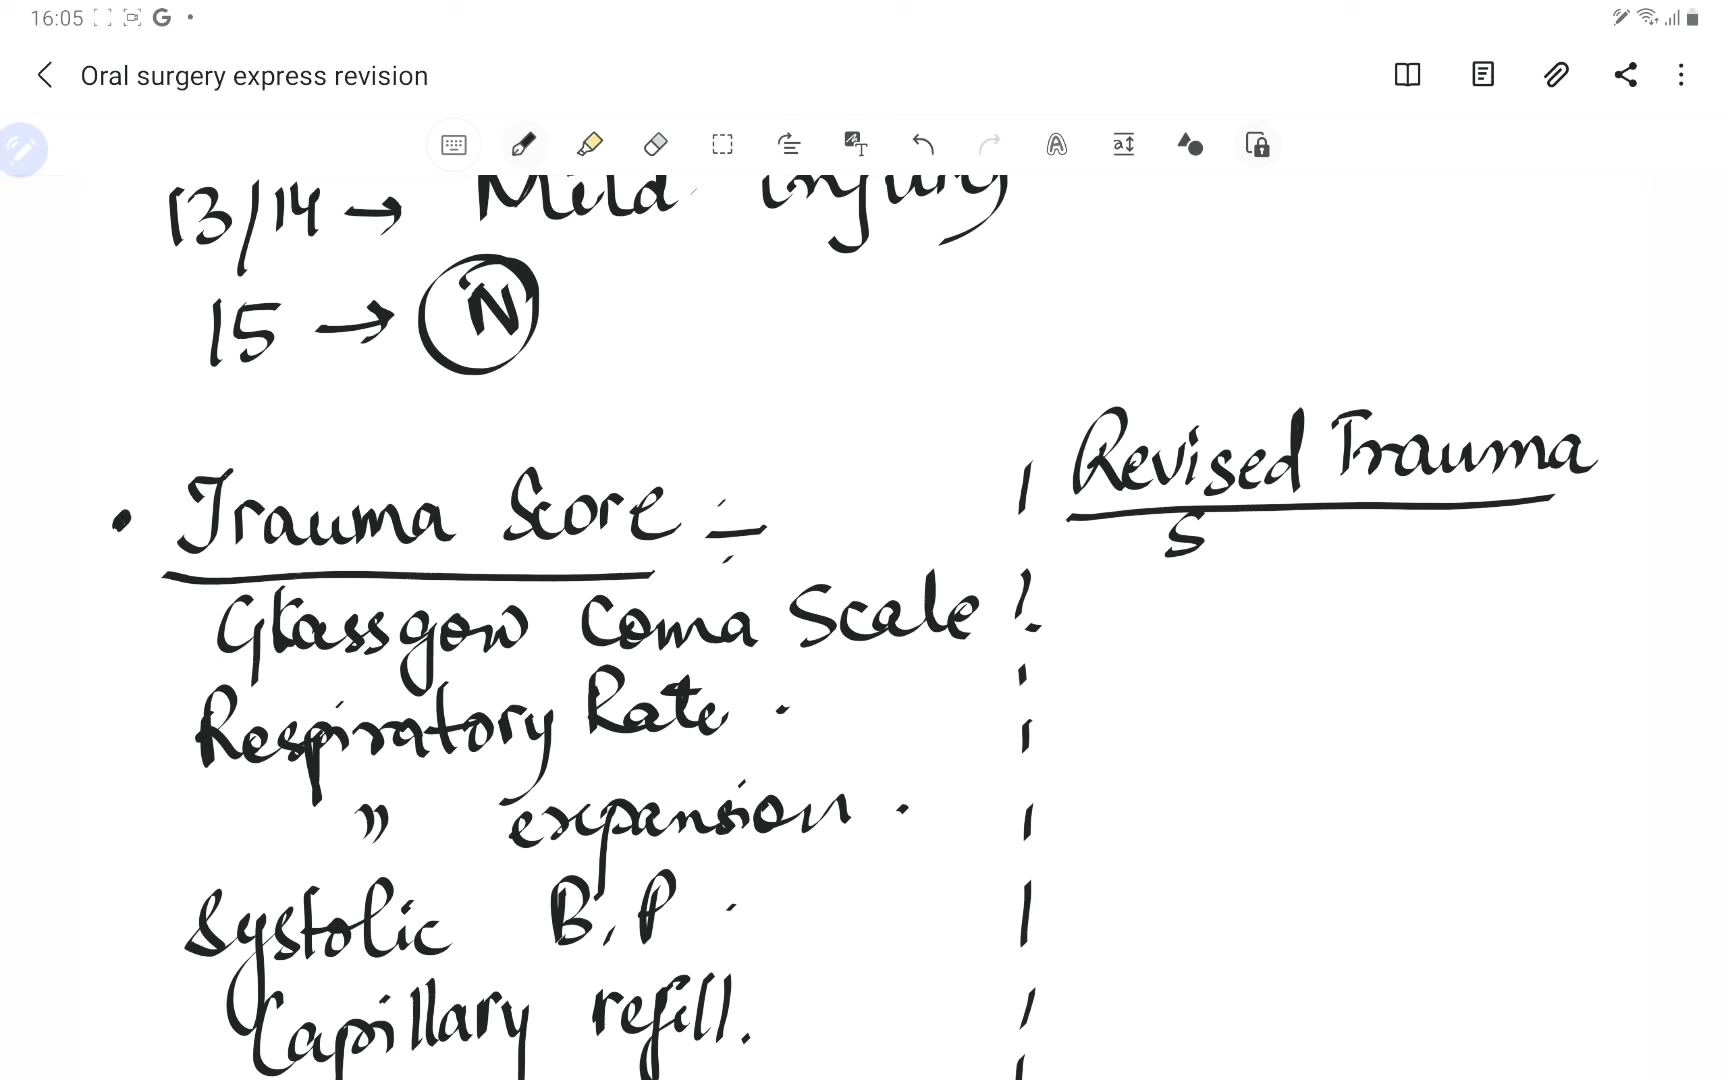 16:05
Oral surgery express revision
13/14 → Mild injury
15 → N
• Trauma Score :-
Glassgow Coma Scale
Respiratory Rate.
" expansion.
Systolic B.P.
Capillary refill.
Revised Trauma
S